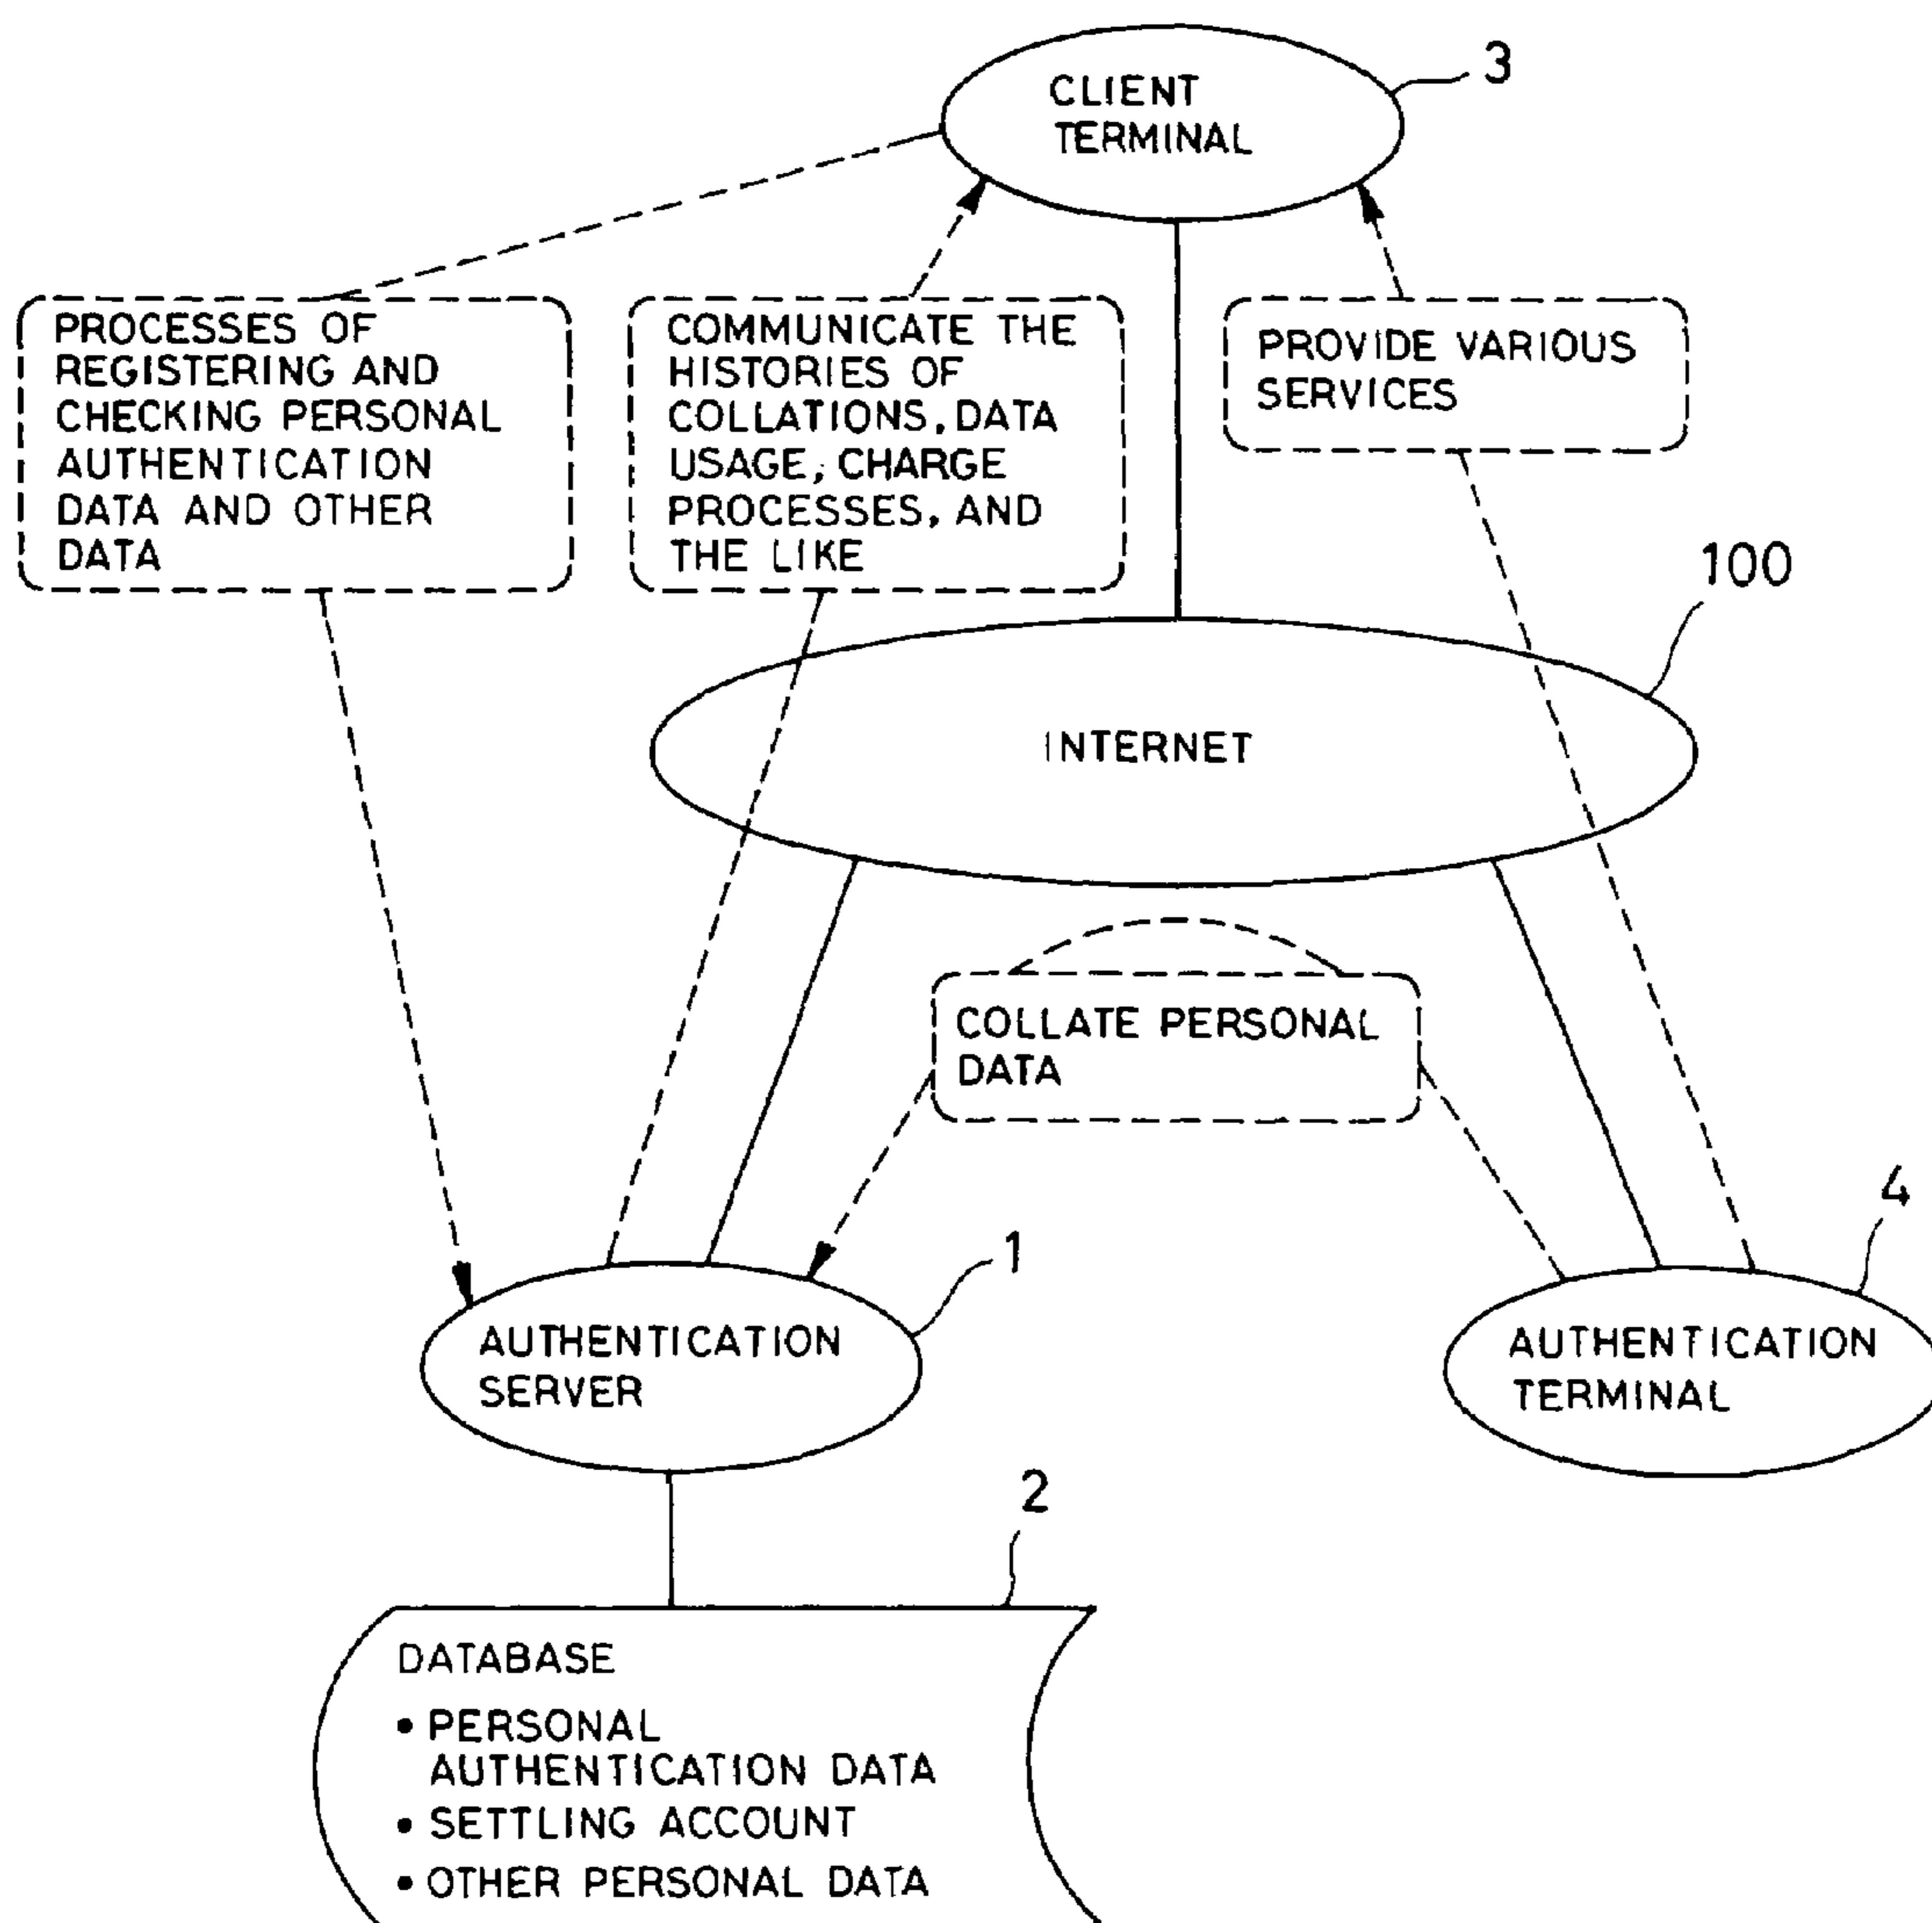 3
CLIENT
TERMINAL
PROCESSES OF
REGISTERING AND
CHECKING PERSONAL
AUTHENTICATION
DATA AND OTHER
DATA
COMMUNICATE THE
HISTORIES OF
COLLATIONS, DATA
USAGE, CHARGE
PROCESSES, AND
THE LIKE
PROVIDE VARIOUS
SERVICES
100
INTERNET
COLLATE PERSONAL
DATA
1
AUTHENTICATION
SERVER
4
AUTHENTICATION
TERMINAL
2
DATABASE
• PERSONAL
AUTHENTICATION DATA
• SETTLING ACCOUNT
• OTHER PERSONAL DATA